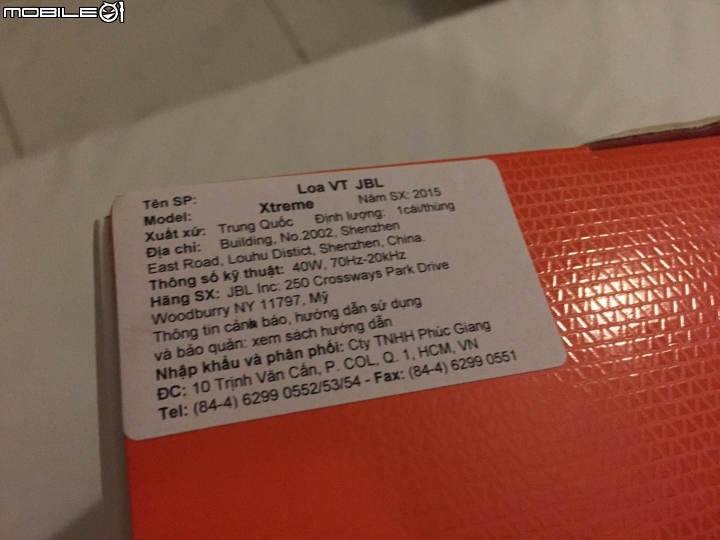 MOBILE01
Tên SP: Loa VT JBL
Model: Xtreme Năm SX: 2015
Xuất xứ: Trung Quốc Định lượng: 1cái/thùng
Địa chỉ: Building, No.2002, Shenzhen
East Road, Louhu Distict, Shenzhen, China.
Thông số kỹ thuật: 40W, 70Hz-20kHz
Hãng SX: JBL Inc: 250 Crossways Park Drive
Woodburry NY 11797, Mỹ
Thông tin cảnh báo, hướng dẫn sử dụng
và bảo quản: xem sách hướng dẫn
Nhập khẩu và phân phối: Cty TNHH Phúc Giang
ĐC: 10 Trịnh Văn Cấn, P. COL, Q. 1, HCM, VN
Tel: (84-4) 6299 0552/53/54 - Fax: (84-4) 6299 0551